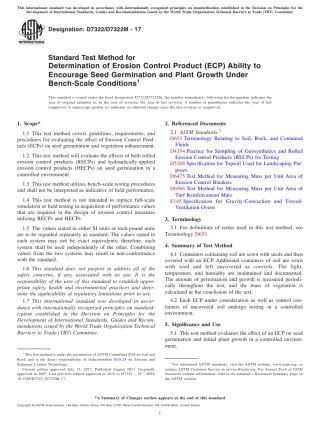 This international standard was developed in accordance with internationally recognized principles on standardization established in the Decision on Principles for the
Development of International Standards, Guides and Recommendations issued by the World Trade Organization Technical Barriers to Trade (TBT) Committee.
Designation: D7322/D7322M – 17
INTERNATIONAL
Standard Test Method for
Determination of Erosion Control Product (ECP) Ability to
Encourage Seed Germination and Plant Growth Under
Bench-Scale Conditions1
This standard is issued under the fixed designation D7322/D7322M; the number immediately following the designation indicates the
year of original adoption or, in the case of revision, the year of last revision. A number in parentheses indicates the year of last
reapproval. A superscript epsilon (ε) indicates an editorial change since the last revision or reapproval.
1. Scope*
1.1 This test method covers guidelines, requirements, and
procedures for evaluating the effect of Erosion Control Prod-
ucts (ECPs) on seed germination and vegetation enhancement.
1.2 This test method will evaluate the effects of both rolled
erosion control products (RECPs) and hydraulically-applied
erosion control products (HECPs) on seed germination in a
controlled environment.
1.3 This test method utilizes bench-scale testing procedures
and shall not be interpreted as indicative of field performance.
1.4 This test method is not intended to replace full-scale
simulation or field testing in acquisition of performance values
that are required in the design of erosion control measures
utilizing RECPs and HECPs.
1.5 The values stated in either SI units or inch-pound units
are to be regarded separately as standard. The values stated in
each system may not be exact equivalents; therefore, each
system shall be used independently of the other. Combining
values from the two systems may result in non-conformance
with the standard.
1.6 This standard does not purport to address all of the
safety concerns, if any, associated with its use. It is the
responsibility of the user of this standard to establish appro-
priate safety, health and environmental practices and deter-
mine the applicability of regulatory limitations prior to use.
1.7 This international standard was developed in accor-
dance with internationally recognized principles on standard-
ization established in the Decision on Principles for the
Development of International Standards, Guides and Recom-
mendations issued by the World Trade Organization Technical
Barriers to Trade (TBT) Committee.
1 This test method is under the jurisdiction of ASTM Committee D18 on Soil and
Rock and is the direct responsibility of Subcommittee D18.25 on Erosion and
Sediment Control Technology.
Current edition approved July 15, 2017. Published August 2017. Originally
approved in 2007. Last previous edition approved in
2. Referenced Documents
2.1 ASTM Standards:2
D653 Terminology Relating to Soil, Rock, and Contained
Fluids
D4354 Practice for Sampling of Geosynthetics and Rolled
Erosion Control Products (RECPs) for Testing
D5268 Specification for Topsoil Used for Landscaping Pur-
poses
D6475 Test Method for Measuring Mass per Unit Area of
Erosion Control Blankets
D6566 Test Method for Measuring Mass per Unit Area of
Turf Reinforcement Mats
E145 Specification for Gravity-Convection and Forced-
Ventilation Ovens
3. Terminology
3.1 For definitions of terms used in this test method, see
Terminology D653.
4. Summary of Test Method
4.1 Containers containing soil are sown with seeds and then
covered with an ECP. Additional containers of soil are sown
with seed and left uncovered as controls. The light,
temperature, and humidity are maintained and documented.
The amount of germination and growth is measured periodi-
cally throughout the test, and the mass of vegetation is
calculated at the conclusion of the test.
4.2 Each ECP under consideration as well as control con-
tainers of uncovered soil undergo testing in a controlled
environment.
5. Significance and Use
5.1 This test method evaluates the effect of an ECP on seed
germination and initial plant growth in a controlled environ-
ment.
2 For referenced ASTM standards, visit the ASTM website, www.astm.org, or
contact ASTM Customer Service at service@astm.org. For Annual Book of ASTM
Standards volume information, refer to the standard's Document Summary page on
the ASTM website.
*A Summary of Changes section appears at the end of this standard
Copyright © ASTM International, 100 Barr Harbor Drive, PO Box C700, West Conshohocken, PA 19428-2959. United States
1